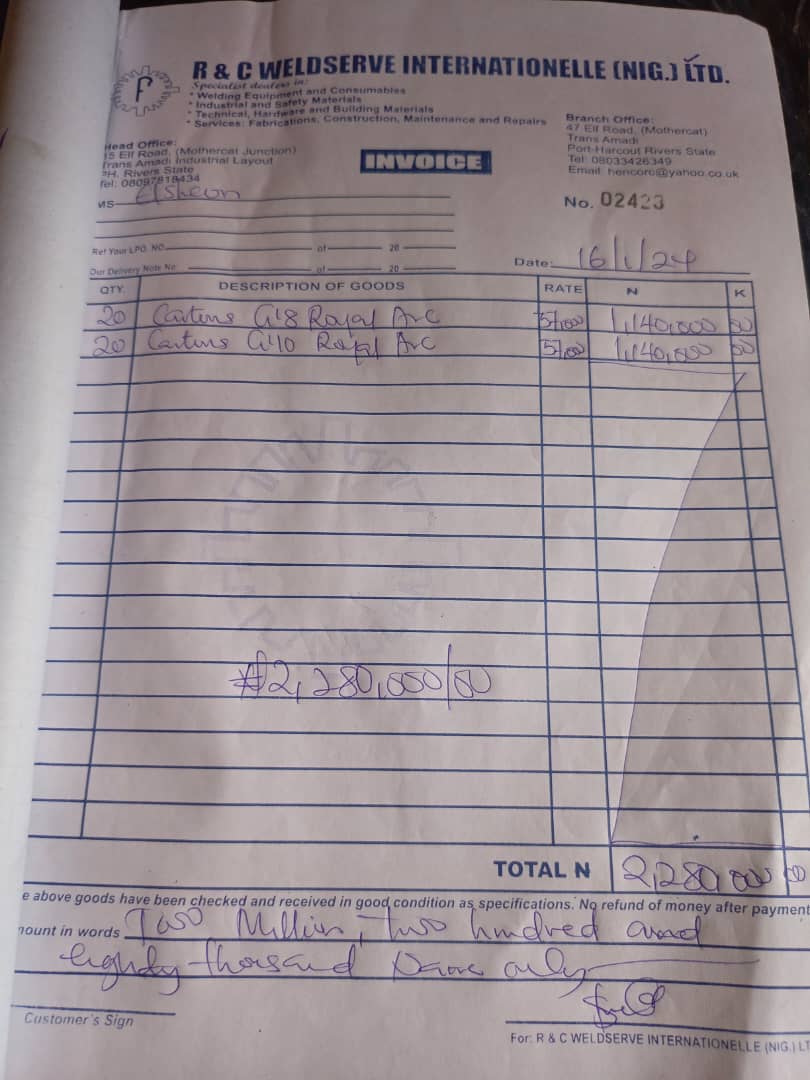 R & C WELDSERVE INTERNATIONELLE (NIG.) LTD.
Specialist dealers in:
* Welding Equipment and Consumables
* Industrial and Safety Materials
* Technical, Hardware and Building Materials
* Services: Fabrications, Construction, Maintenance and Repairs
Head Office:
15 Elf Road, (Mothercat Junction)
Trans Amadi Industrial Layout
PH. Rivers State
Tel: 08097818434
Branch Office:
47 Elf Road, (Mothercat)
Trans Amadi
Port-Harcout Rivers State
Tel: 08033426349
Email: hencoro@yahoo.co.uk
INVOICE
No. 02423
MS
Ref Your LPO. NO. of 20
Our Delivery Note No of 20
Date: 16/1/24
QTY. DESCRIPTION OF GOODS RATE N K
20 Cartons G'8 Royal Arc 57,000 1,140,000 00
20 Cartons G'10 Royal Arc 57,000 1,140,000 00
₦2,280,000/00
TOTAL N 2,280,000 00
e above goods have been checked and received in good condition as specifications. No refund of money after payment
nount in words Two Million, two hundred and
eighty thousand Naira only
Customer's Sign
For: R & C WELDSERVE INTERNATIONELLE (NIG.) LT